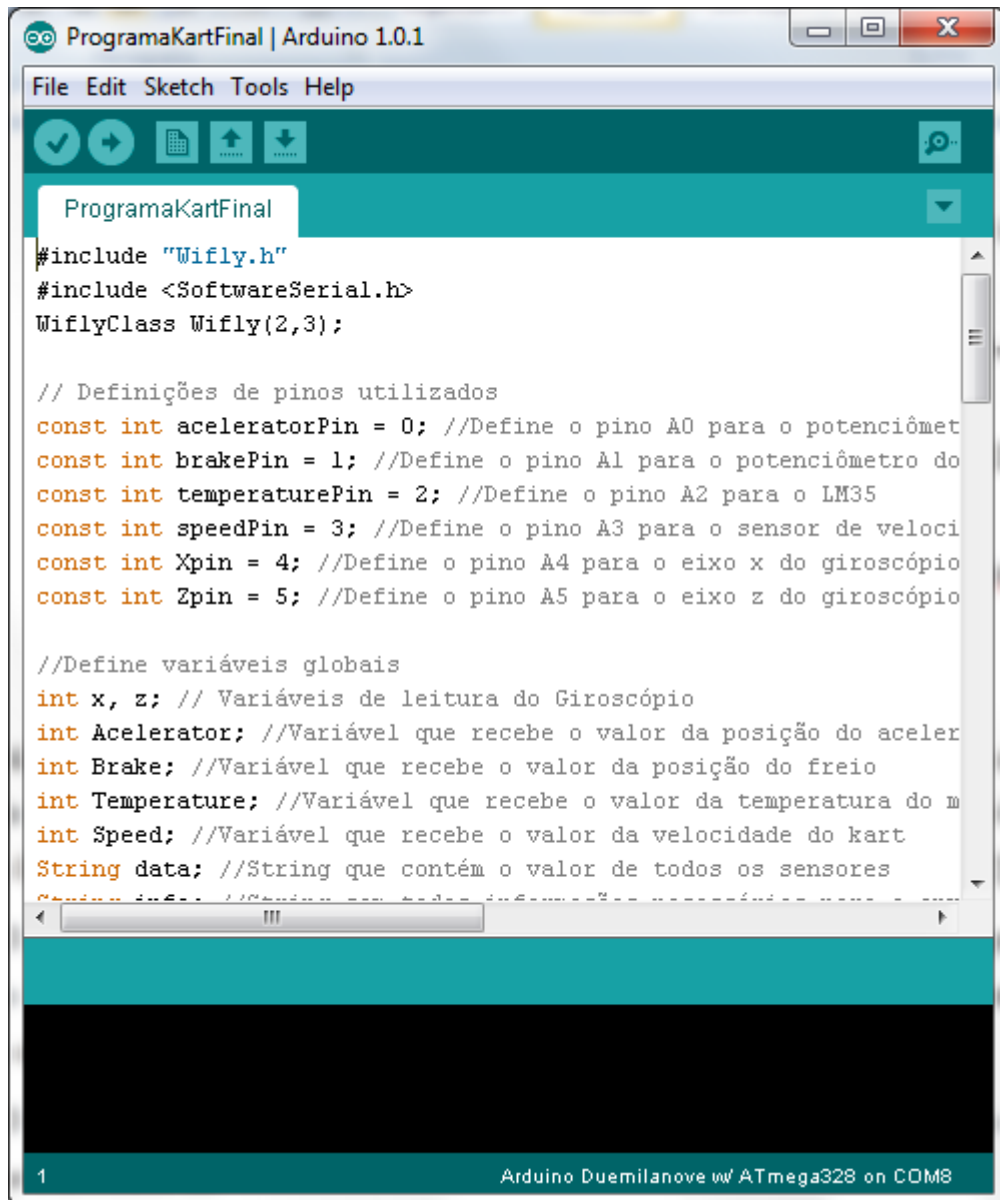 ProgramaKartFinal | Arduino 1.0.1
File Edit Sketch Tools Help
ProgramaKartFinal
#include "Wifly.h"
#include <SoftwareSerial.h>
WiflyClass Wifly(2,3);
// Definições de pinos utilizados
const int aceleratorPin = 0; //Define o pino A0 para o potenciômet
const int brakePin = 1; //Define o pino A1 para o potenciômetro do
const int temperaturePin = 2; //Define o pino A2 para o LM35
const int speedPin = 3; //Define o pino A3 para o sensor de veloci
const int Xpin = 4; //Define o pino A4 para o eixo x do giroscópio
const int Zpin = 5; //Define o pino A5 para o eixo z do giroscópio
//Define variáveis globais
int x, z; // Variáveis de leitura do Giroscópio
int Acelerator; //Variável que recebe o valor da posição do aceler
int Brake; //Variável que recebe o valor da posição do freio
int Temperature; //Variável que recebe o valor da temperatura do m
int Speed; //Variável que recebe o valor da velocidade do kart
String data; //String que contém o valor de todos os sensores
1
Arduino Duemilanove w/ ATmega328 on COM8